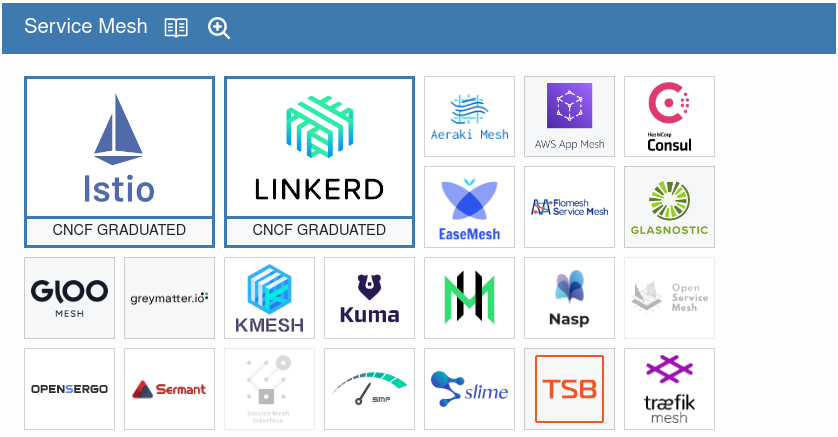 Service Mesh
Istio
CNCF GRADUATED
LINKERD
CNCF GRADUATED
Aeraki Mesh
AWS App Mesh
HashiCorp
Consul
EaseMesh
Flomesh
Service Mesh
GLASNOSTIC
GLOO
MESH
greymatter.io
KMESH
Kuma
Nasp
Open
Service
Mesh
OPENSERGO
Sermant
Service Mesh
Interface
SMP
slime
TSB
træfik
mesh